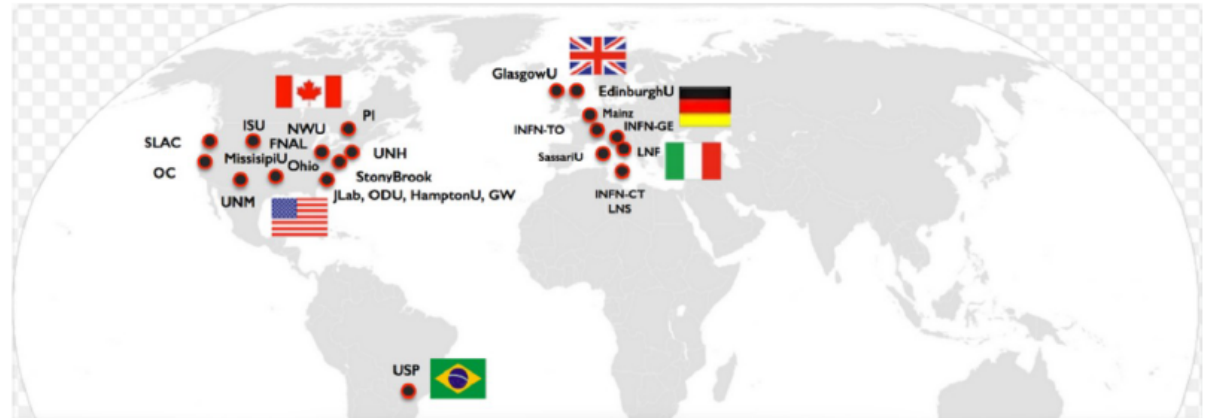 GlasgowU
EdinburghU
Mainz
INFN-TO
INFN-GE
SassariU
LNF
INFN-CT
LNS
PI
ISU
NWU
SLAC
FNAL
UNH
MissisipiU
Ohio
OC
StonyBrook
UNM
JLab, ODU, HamptonU, GW
USP